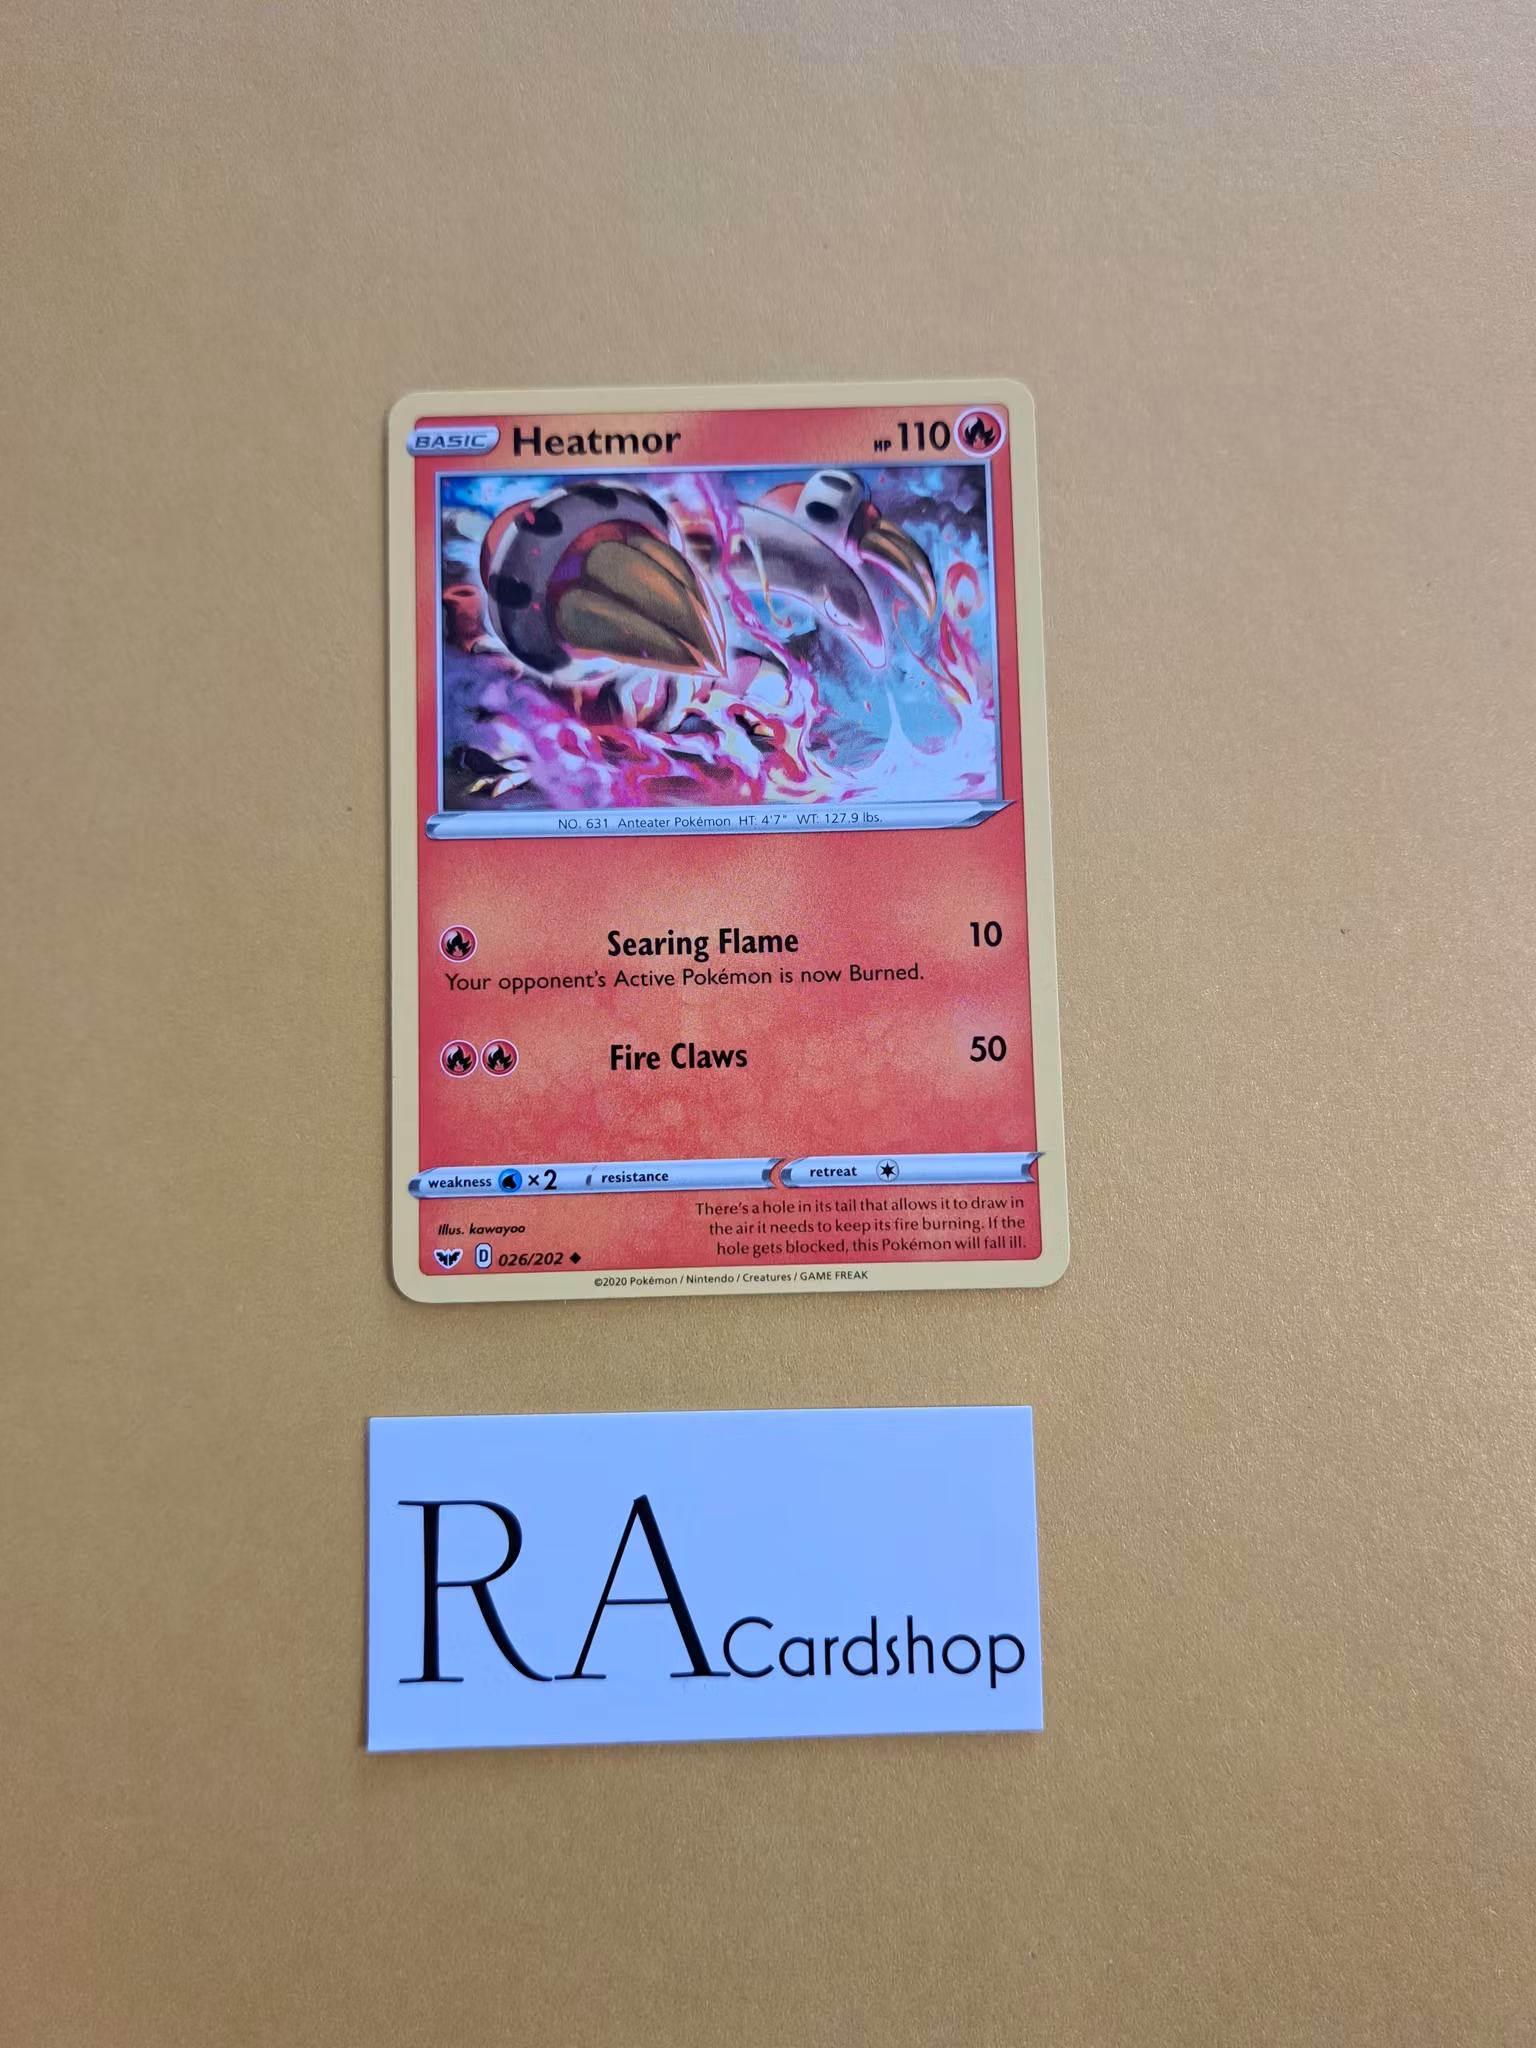 BASIC Heatmor HP 110
NO. 631 Anteater Pokémon HT: 4'7" WT: 127.9 lbs.
Searing Flame 10
Your opponent's Active Pokémon is now Burned.
Fire Claws 50
weakness ×2 resistance retreat
There's a hole in its tail that allows it to draw in
the air it needs to keep its fire burning. If the
hole gets blocked, this Pokémon will fall ill.
Illus. kawayoo
D 026/202
©2020 Pokémon / Nintendo / Creatures / GAME FREAK
RA Cardshop